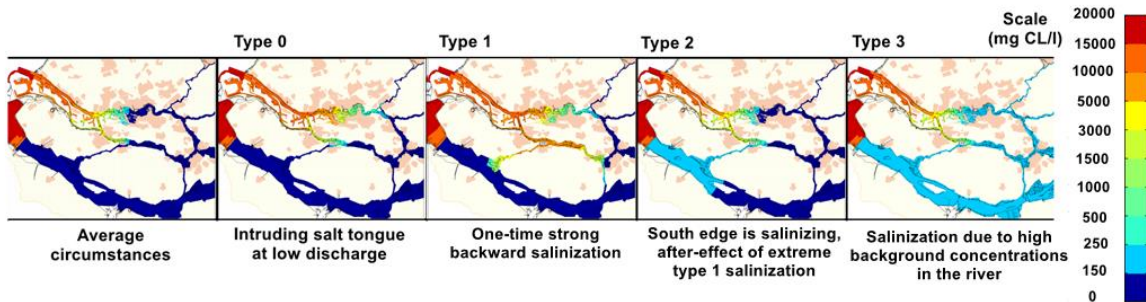 Type 0
Type 1
Type 2
Type 3
Scale
(mg CL/l)
20000
15000
10000
5000
3000
1500
1000
500
250
150
0
Average
circumstances
Intruding salt tongue
at low discharge
One-time strong
backward salinization
South edge is salinizing,
after-effect of extreme
type 1 salinization
Salinization due to high
background concentrations
in the river